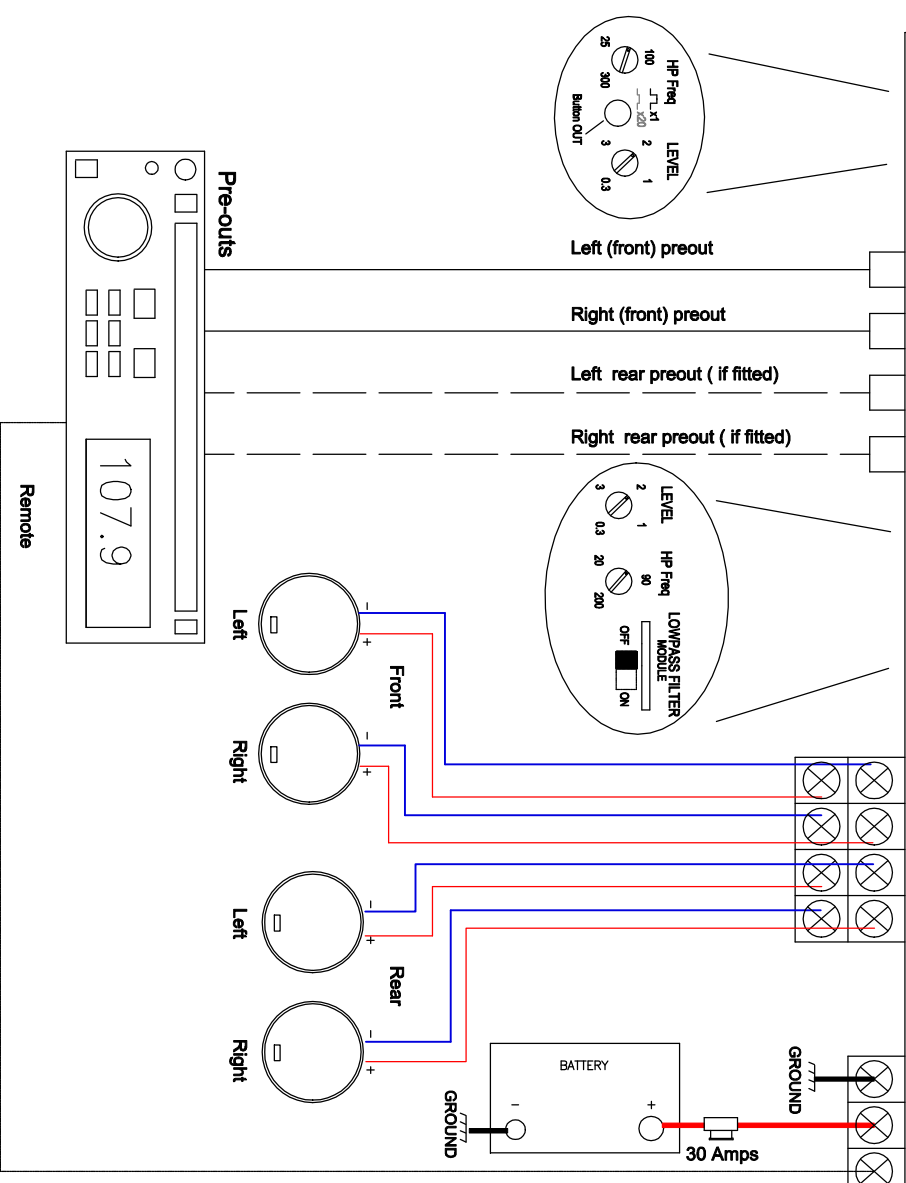 25
100
300
HP Freq
x1
x20
Button OUT
LEVEL
3
2
1
0.3
Pre-outs
Left (front) preout
Right (front) preout
Left rear preout ( if fitted)
Right rear preout ( if fitted)
LEVEL
3
2
1
0.3
HP Freq
20
90
200
LOWPASS FILTER
MODULE
OFF
ON
107.9
Remote
- +
Left
Front
- +
Right
- +
Left
Rear
- +
Right
BATTERY
- +
GROUND
GROUND
30 Amps